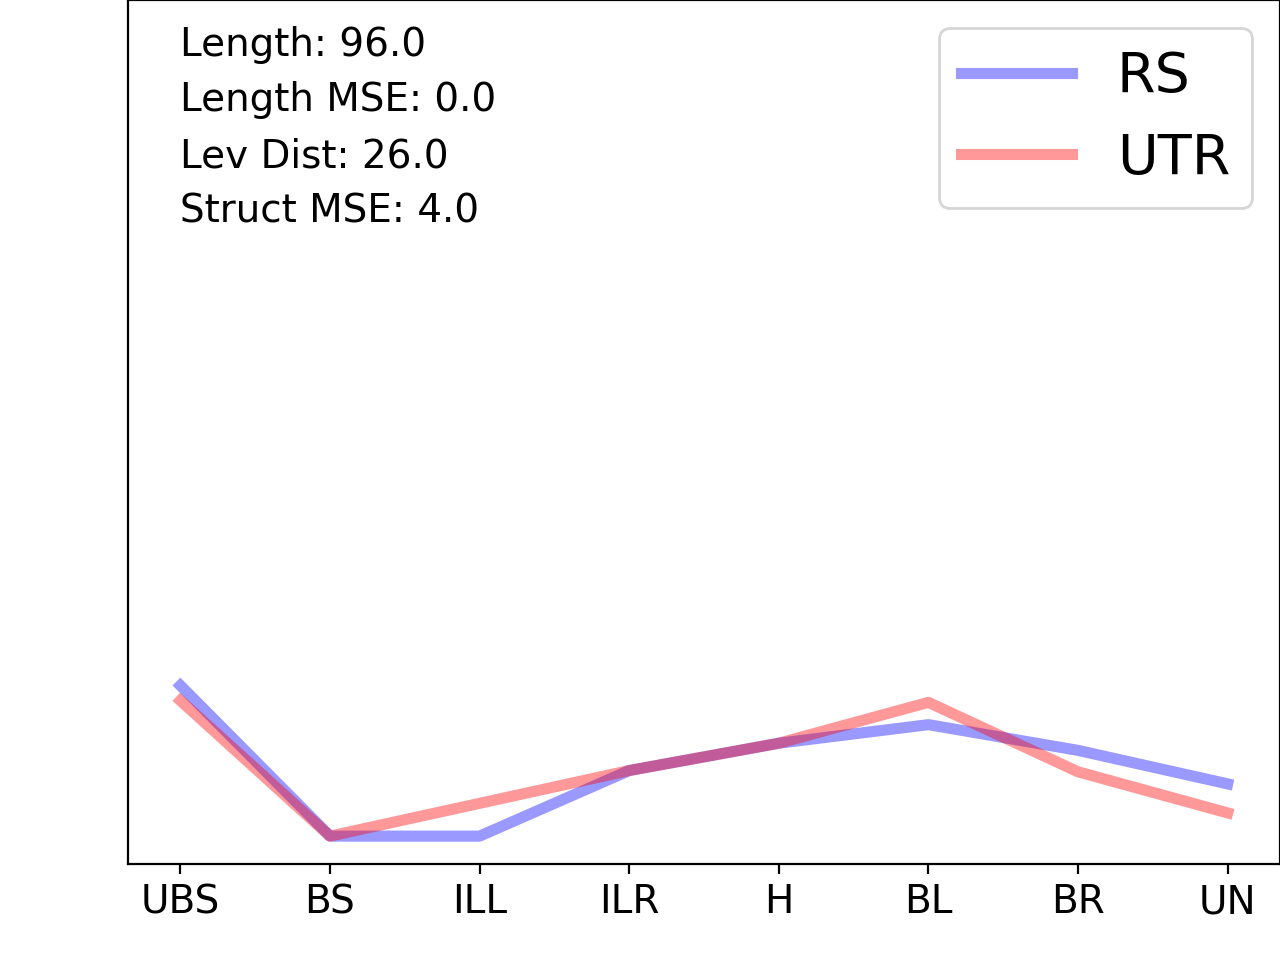 Length: 96.0
Length MSE: 0.0
Lev Dist: 26.0
Struct MSE: 4.0
RS
UTR
UBS BS ILL ILR H BL BR UN